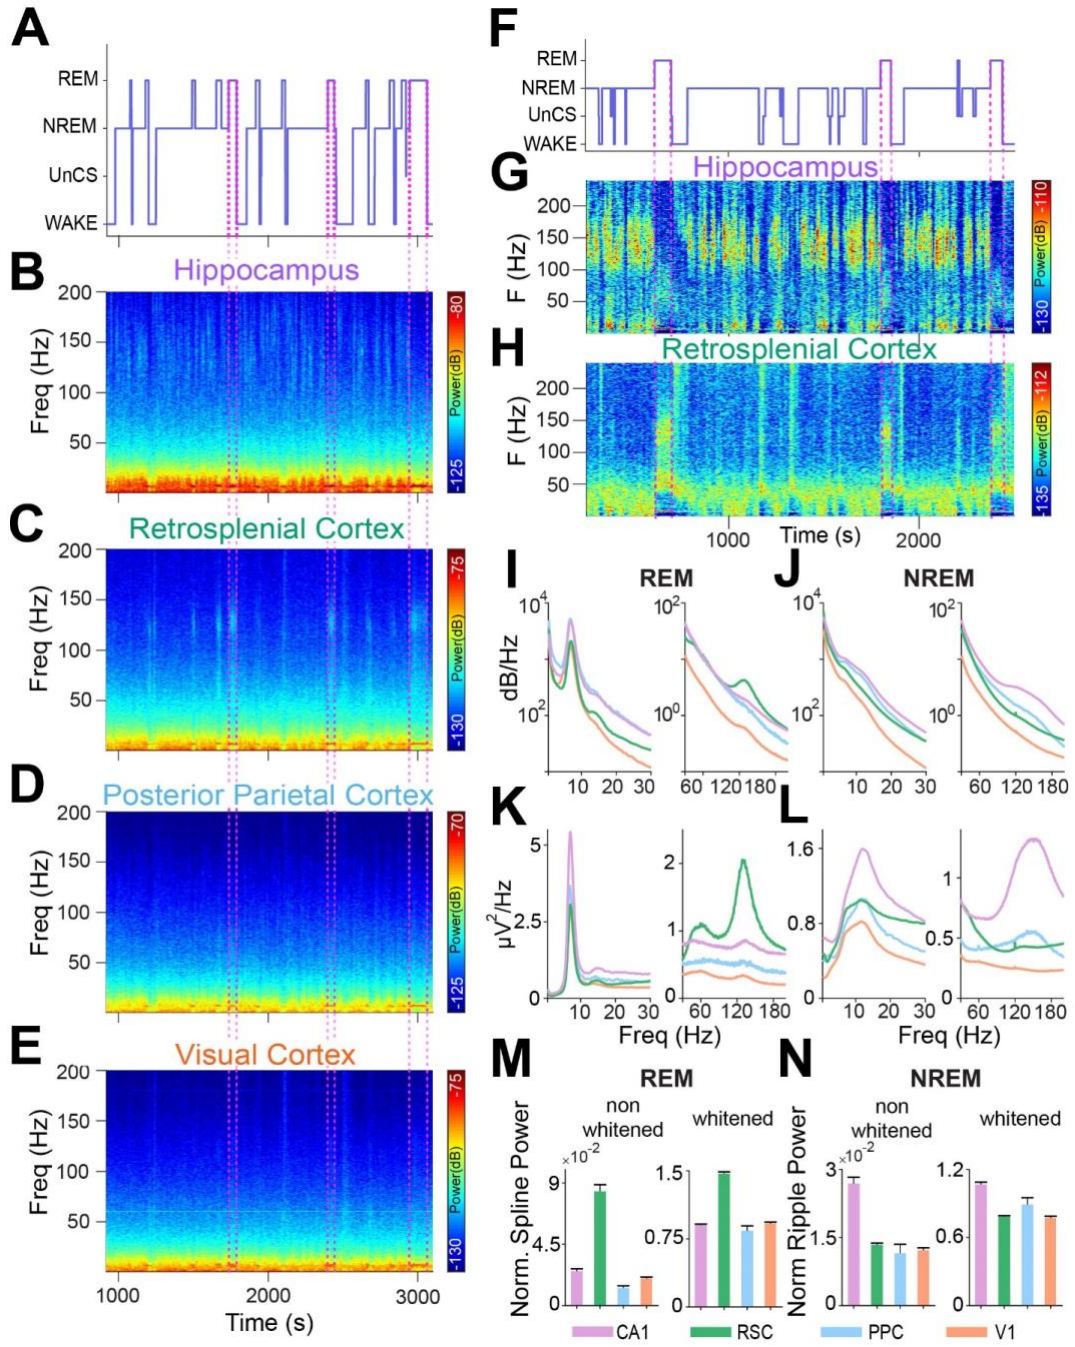 A
REM
NREM
UnCS
WAKE
B
Hippocampus
200
150
100
50
Freq (Hz)
-80
Power(dB)
-125
1000
2000
3000
C
Retrosplenial Cortex
200
150
100
50
Freq (Hz)
-75
Power(dB)
-130
D
Posterior Parietal Cortex
200
150
100
50
Freq (Hz)
-70
Power(dB)
-125
E
Visual Cortex
200
150
100
50
Freq (Hz)
-75
Power(dB)
-130
1000 2000 3000
Time (s)
F
REM
NREM
UnCS
WAKE
G
Hippocampus
200
150
100
50
F (Hz)
-110
Power(dB)
-130
H
Retrosplenial Cortex
200
150
100
50
F (Hz)
-112
Power(dB)
-135
1000 Time (s) 2000
I REM J NREM
dB/Hz
10^4
10^2
10 20 30
10^2
10^0
60 120 180
10^4
10^2
10 20 30
10^2
10^0
60 120 180
K
µV²/Hz
5
2.5
0
10 20 30
2
1
0
60 120 180
Freq (Hz)
L
1.6
0.8
0
10 20 30
1
0.5
0
60 120 180
Freq (Hz)
M REM
non
whitened
whitened
Norm. Spline Power
×10^-2
9
4.5
0
1.5
0.75
0
N NREM
non
whitened
whitened
Norm Ripple Power
×10^-2
3
1.5
0
1.2
0.6
0
CA1 RSC PPC V1